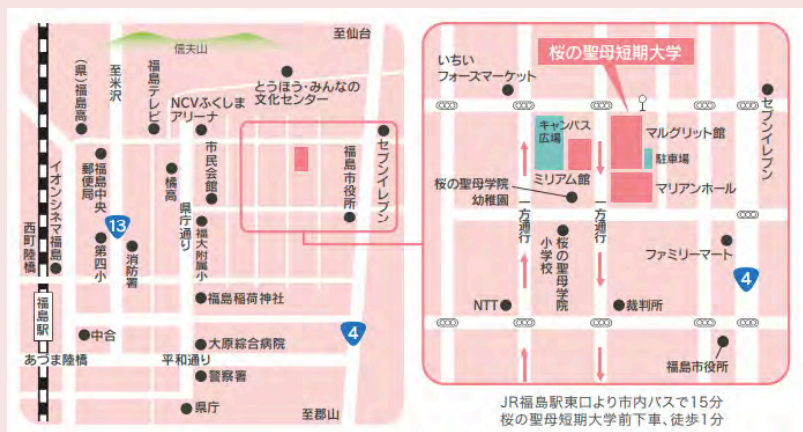 至仙台
信夫山
(県)福島高
至米沢
福島テレビ
NCVふくしま
アリーナ
とうほう・みんなの
文化センター
イオンシネマ福島
福島中央
郵便局
橘高
市民会館
県庁通り
福島市役所
セブンイレブン
13
西町陸橋
第四小
消防署
福大附属小
福島駅
福島稲荷神社
中合
大原綜合病院
4
あづま陸橋
平和通り
警察署
県庁
至郡山
桜の聖母短期大学
いちい
フォーズマーケット
セブンイレブン
キャンパス
広場
マルグリット館
駐車場
ミリアム館
マリアンホール
桜の聖母学院
幼稚園
一方通行
一方通行
桜の聖母学院
小学校
ファミリーマート
4
NTT
裁判所
福島市役所
JR福島駅東口より市内バスで15分
桜の聖母短期大学前下車、徒歩1分